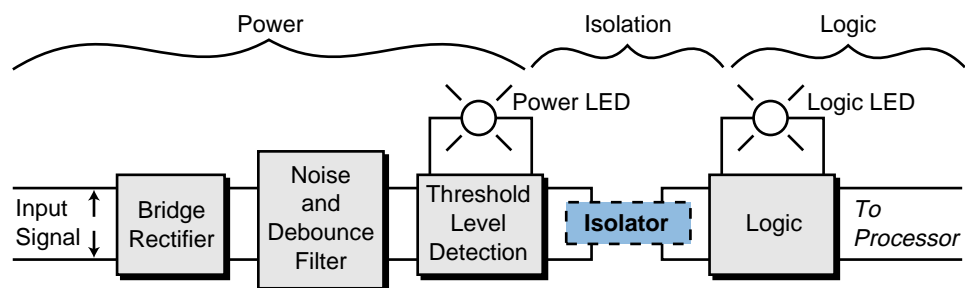 Power
Isolation
Logic
Power LED
Logic LED
Input
Signal
Bridge
Rectifier
Noise
and
Debounce
Filter
Threshold
Level
Detection
Isolator
Logic
To
Processor